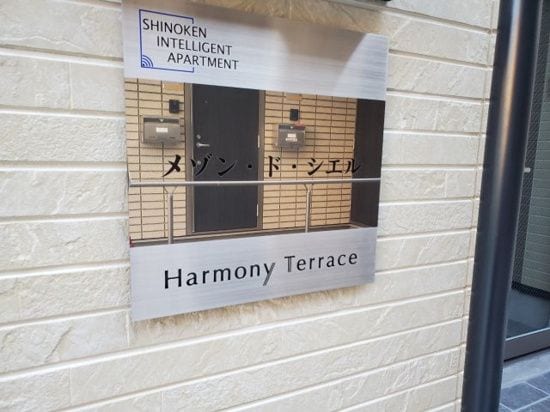 SHINOKEN
INTELLIGENT
APARTMENT
メゾン・ド・シエル
Harmony Terrace